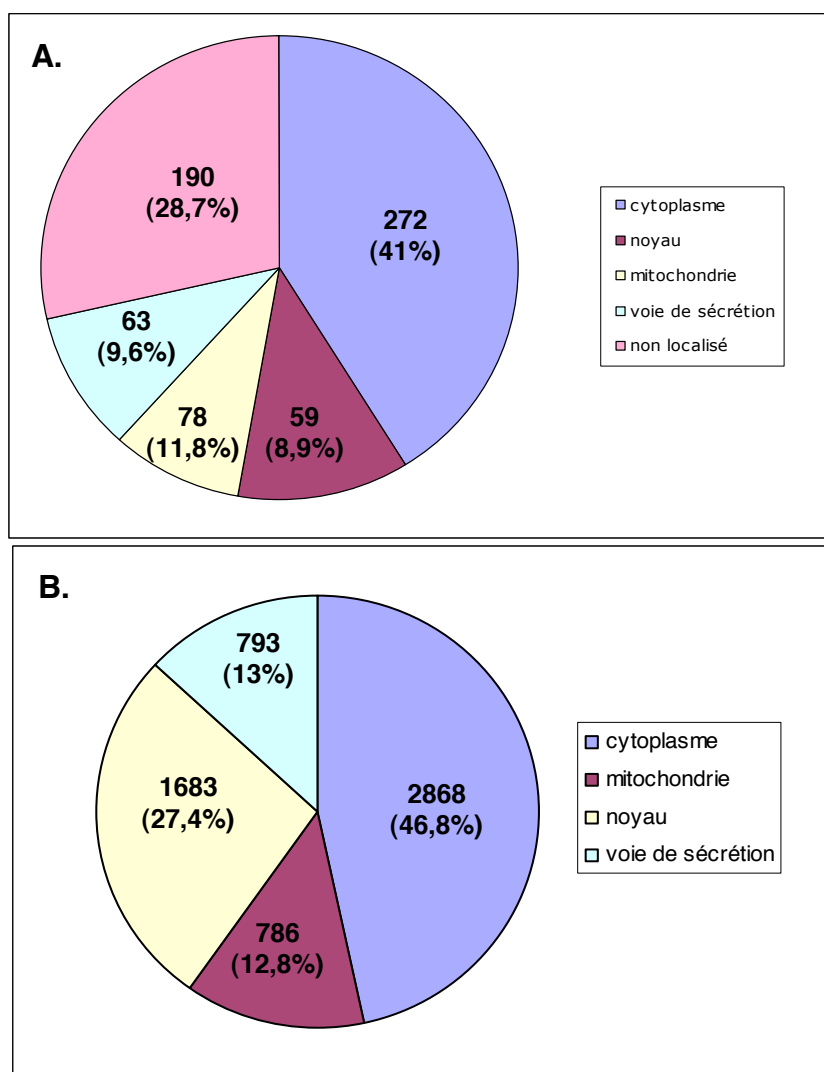 A.
190
(28,7%)
272
(41%)
63
(9,6%)
78
(11,8%)
59
(8,9%)
cytoplasme
noyau
mitochondrie
voie de sécrétion
non localisé
B.
793
(13%)
1683
(27,4%)
2868
(46,8%)
786
(12,8%)
cytoplasme
mitochondrie
noyau
voie de sécrétion